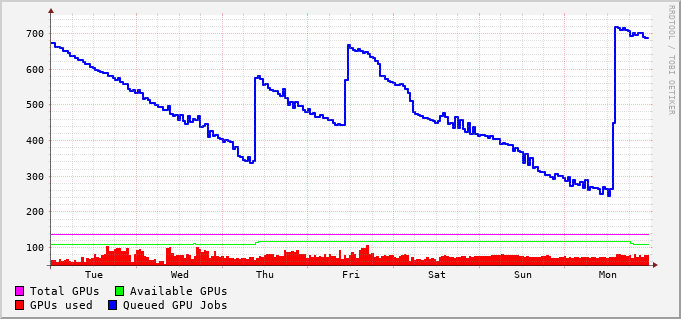 RRDTOOL / TOBI OETIKER
700
600
500
400
300
200
100
Tue Wed Thu Fri Sat Sun Mon
Total GPUs Available GPUs
GPUs used Queued GPU Jobs